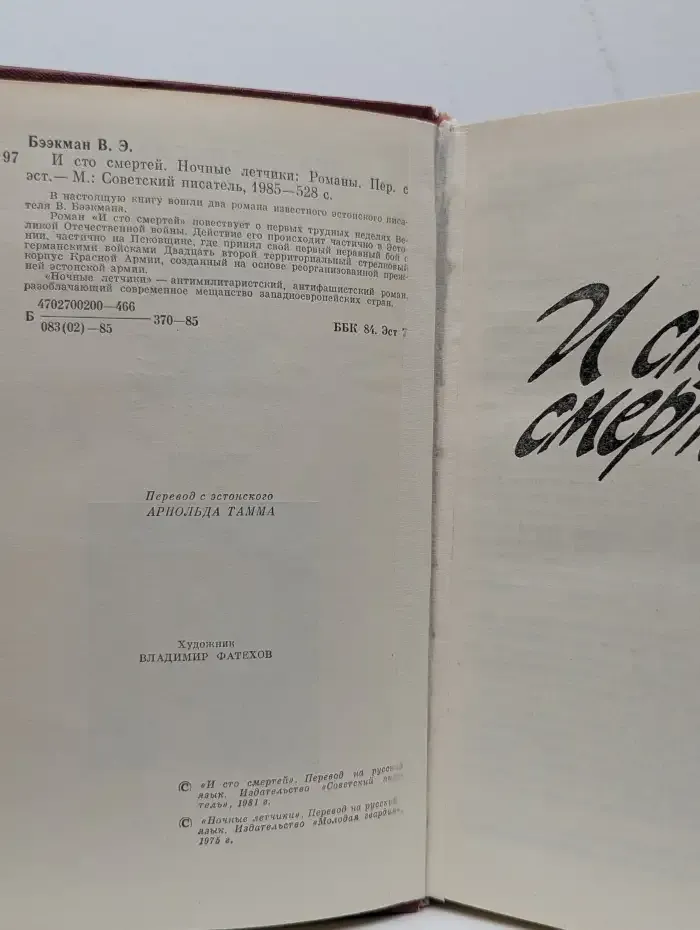 Бээкман В. Э.
97
И сто смертей. Ночные летчики: Романы. Пер. с
эст.— М.: Советский писатель, 1985—528 с.
В настоящую книгу вошли два романа известного эстонского писа-
теля В. Бээкмана.
Роман «И сто смертей» повествует о первых трудных неделях Ве-
ликой Отечественной войны. Действие его происходит частично в Эсто-
нии, частично на Псковщине, где принял свой первый неравный бой с
германскими войсками Двадцать второй территориальный стрелковый
корпус Красной Армии, созданный на основе реорганизованной преж-
ней эстонской армии.
«Ночные летчики» — антимилитаристский, антифашистский роман,
разоблачающий современное мещанство западноевропейских стран.
4702700200—466
Б 370—85
083(02)—85
ББК 84. Эст 7
Перевод с эстонского
АРНОЛЬДА ТАММА
Художник
ВЛАДИМИР ФАТЕХОВ
© «И сто смертей». Перевод на русский
язык. Издательство «Советский писа-
тель», 1981 г.
© «Ночные летчики». Перевод на русский
язык. Издательство «Молодая гвардия»,
1975 г.
И ст
смерт